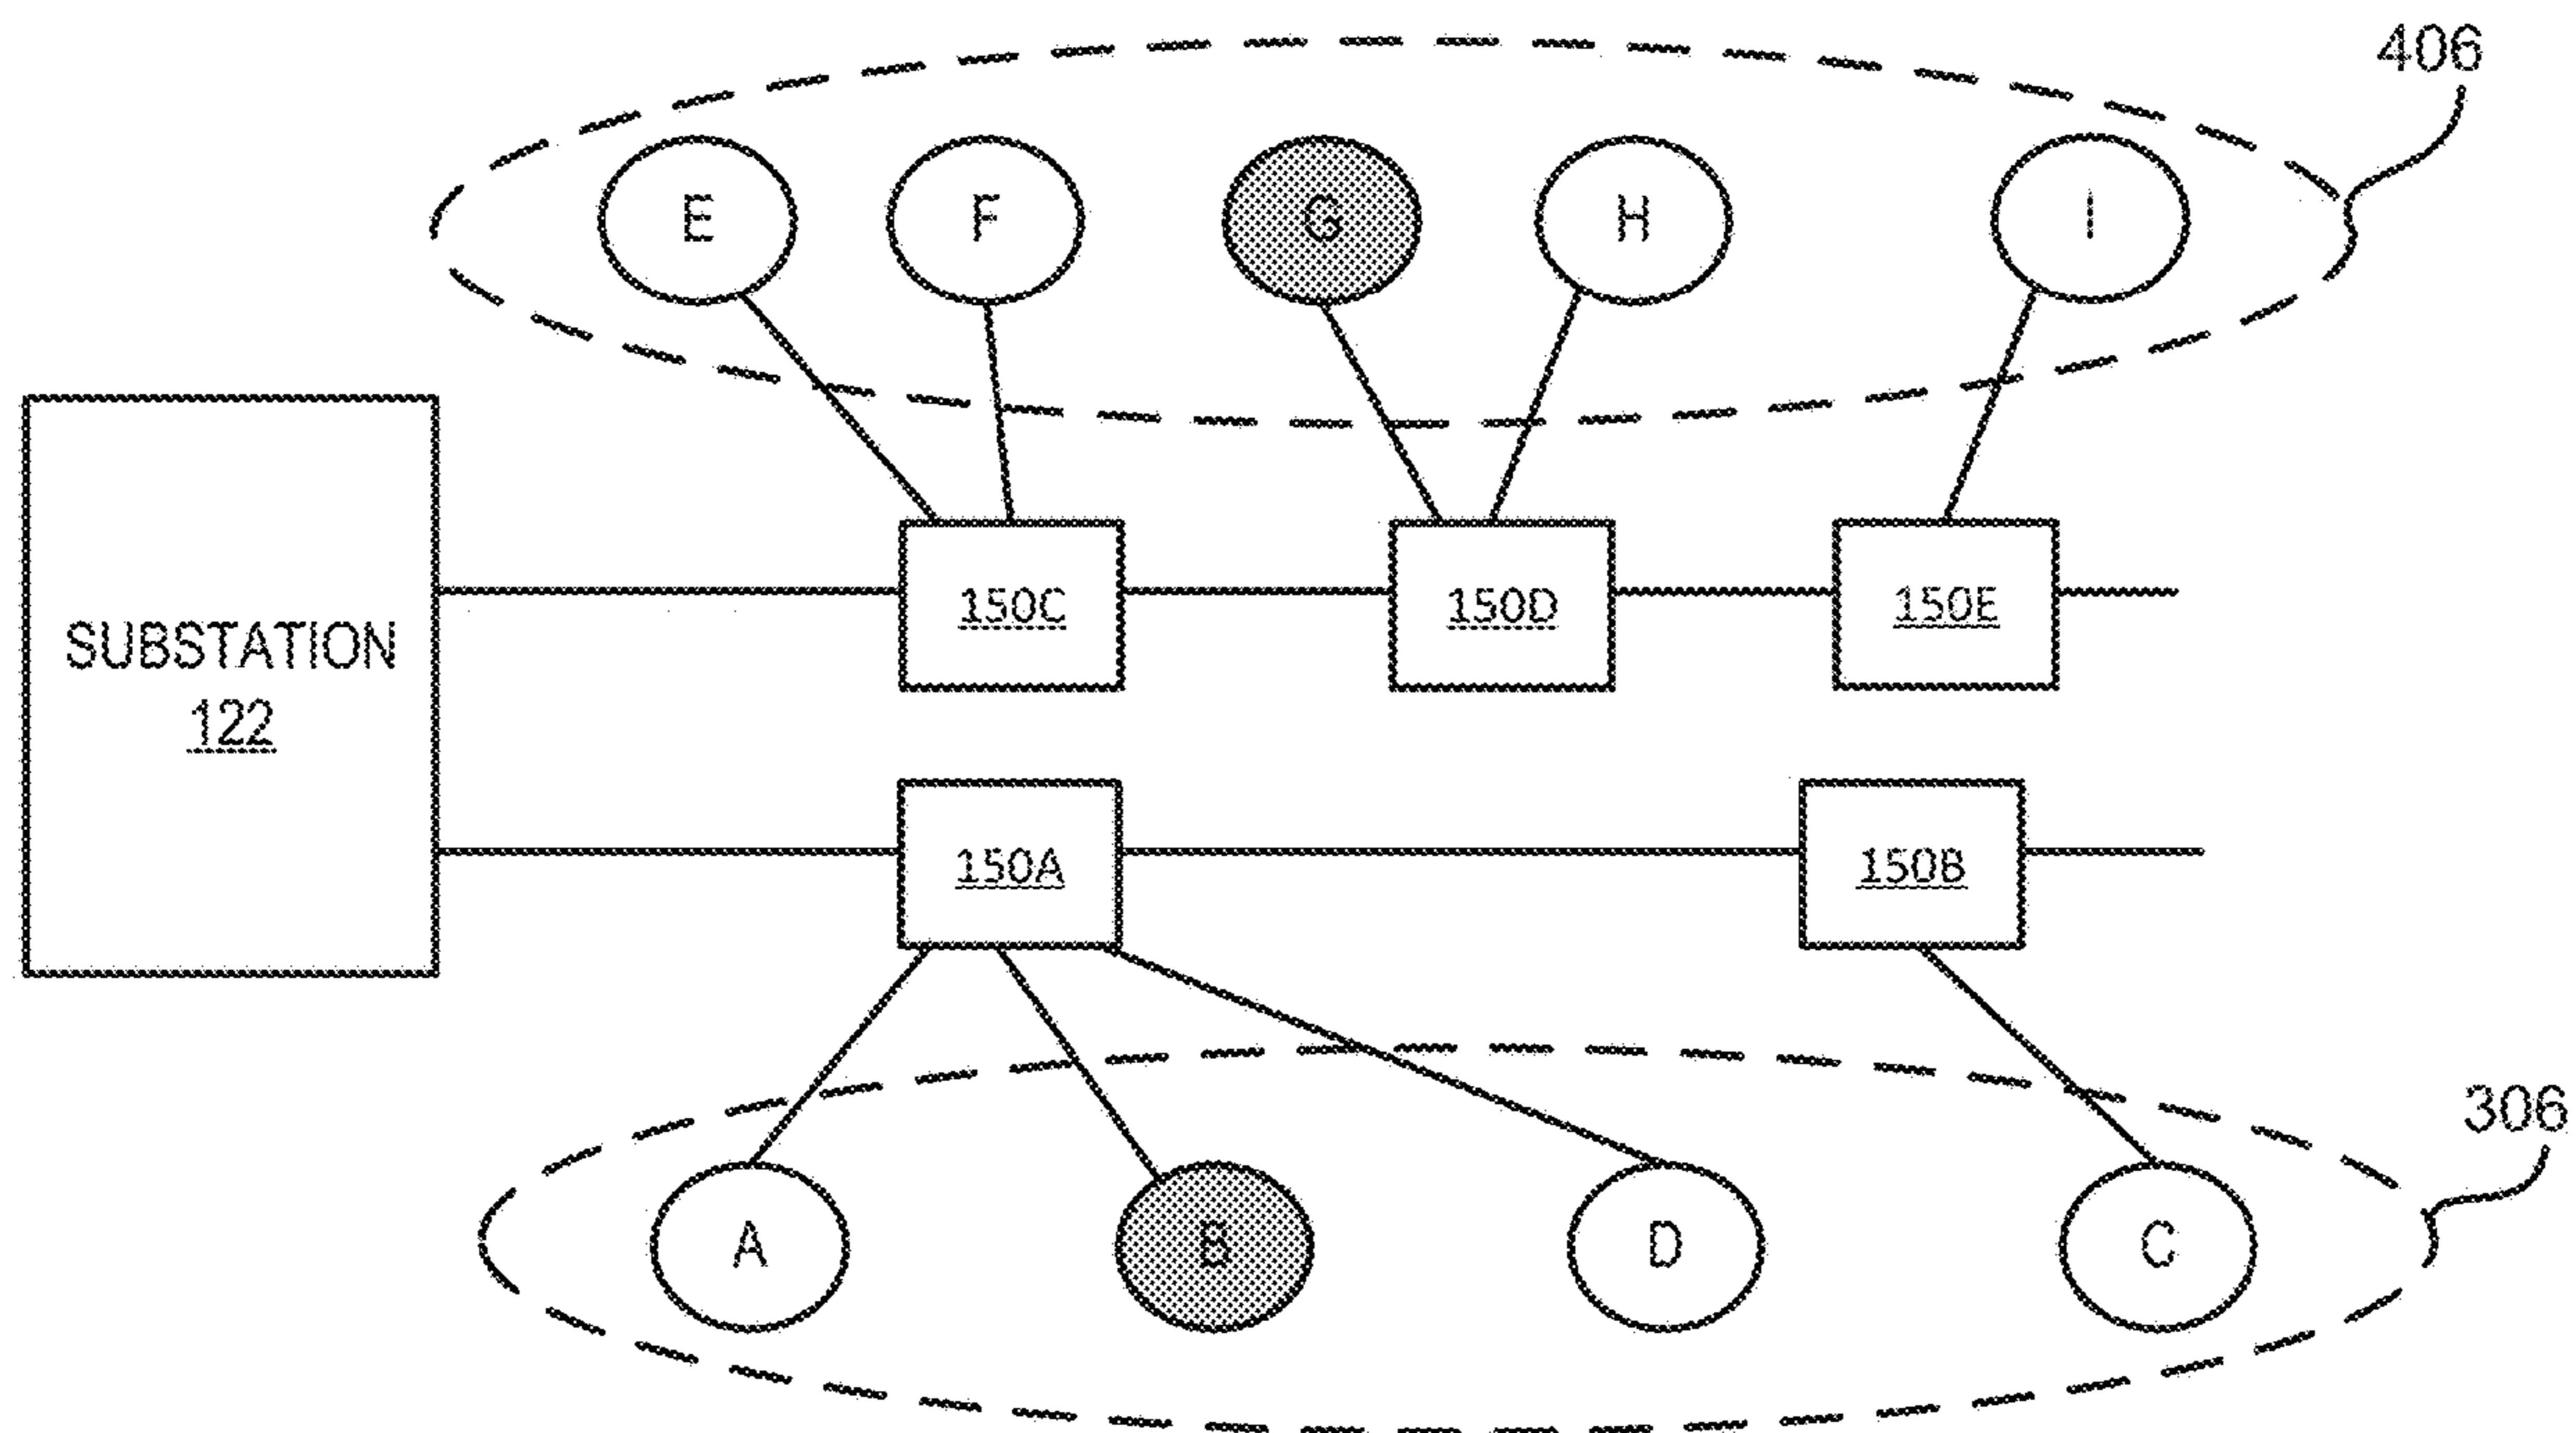 406
E F G H I
150C 150D 150E
SUBSTATION
122
150A 150B
306
A B D C